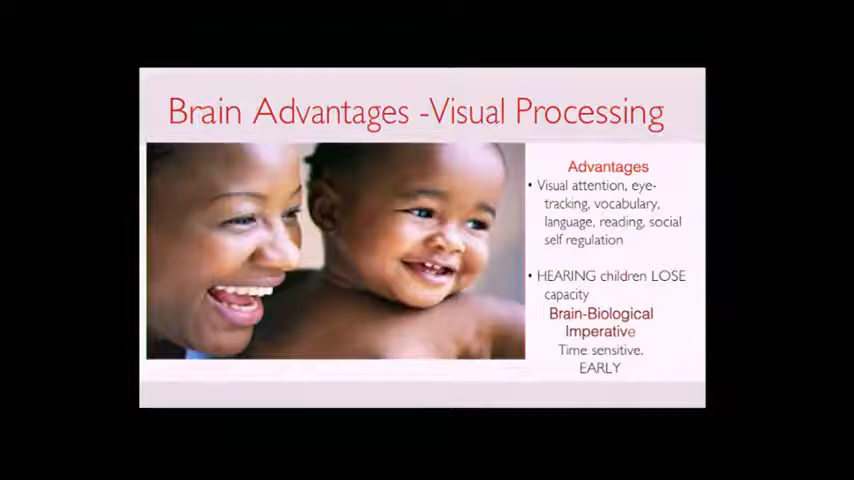 Brain Advantages -Visual Processing
Advantages
• Visual attention, eye-
tracking, vocabulary,
language, reading, social
self regulation
• HEARING children LOSE
capacity
Brain-Biological
Imperative
Time sensitive.
EARLY